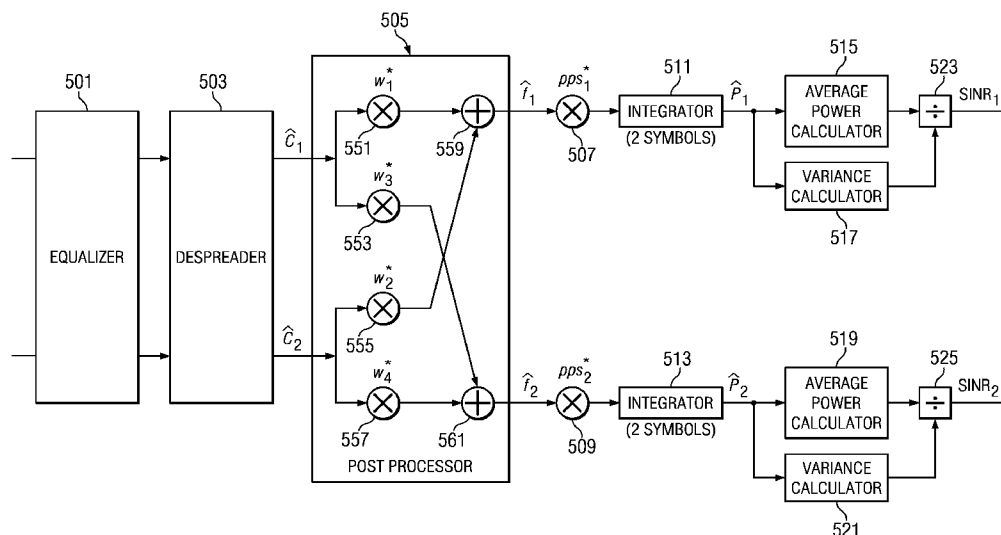 505
501
503
EQUALIZER
DESPREADER
Ĉ₁
Ĉ₂
w₁*
551
w₃*
553
w₂*
555
w₄*
557
559
561
POST PROCESSOR
f̂₁
pps₁*
507
511
INTEGRATOR
(2 SYMBOLS)
P̂₁
515
AVERAGE
POWER
CALCULATOR
523
÷
SINR₁
VARIANCE
CALCULATOR
517
f̂₂
pps₂*
509
513
INTEGRATOR
(2 SYMBOLS)
P̂₂
519
AVERAGE
POWER
CALCULATOR
525
÷
SINR₂
VARIANCE
CALCULATOR
521